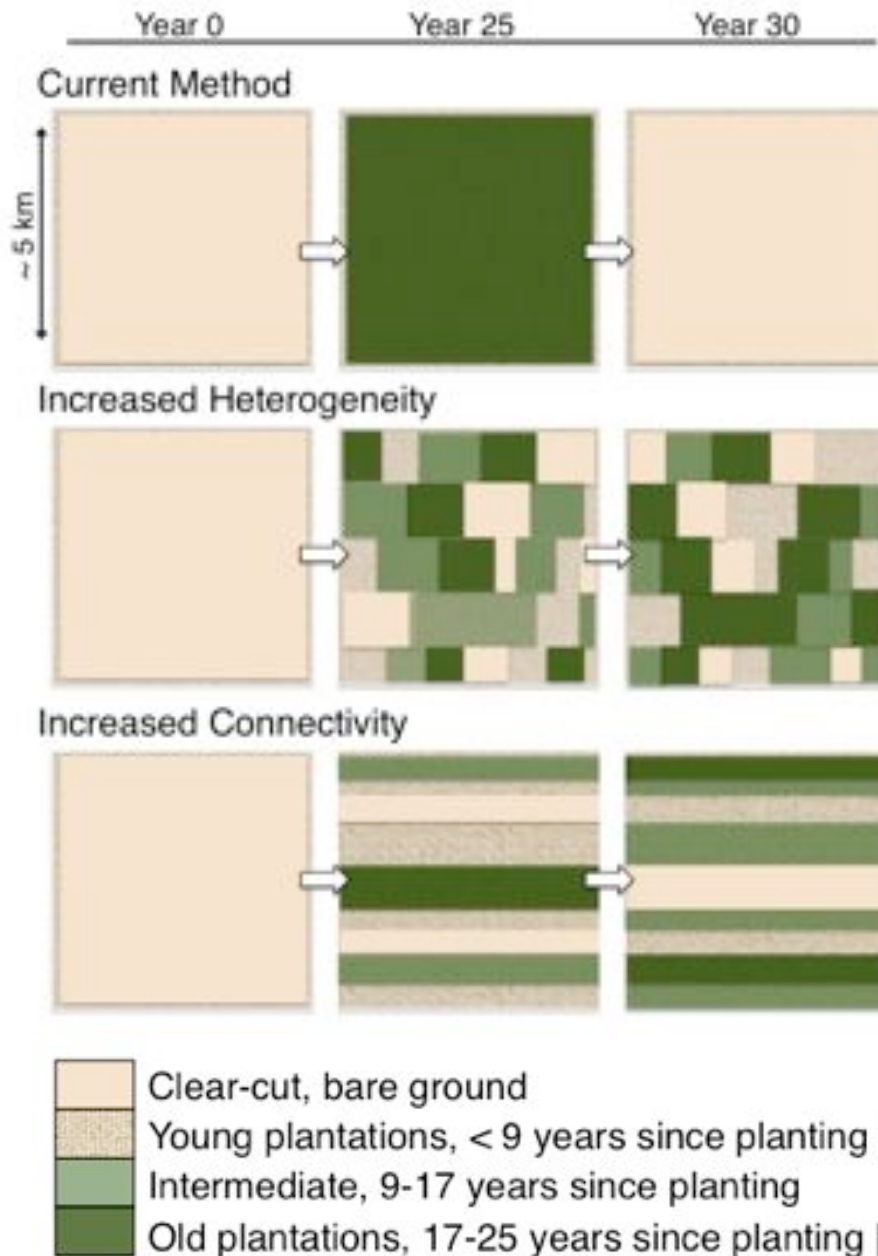 Year 0 Year 25 Year 30
Current Method
~ 5 km
Increased Heterogeneity
Increased Connectivity
Clear-cut, bare ground
Young plantations, < 9 years since planting
Intermediate, 9-17 years since planting
Old plantations, 17-25 years since planting